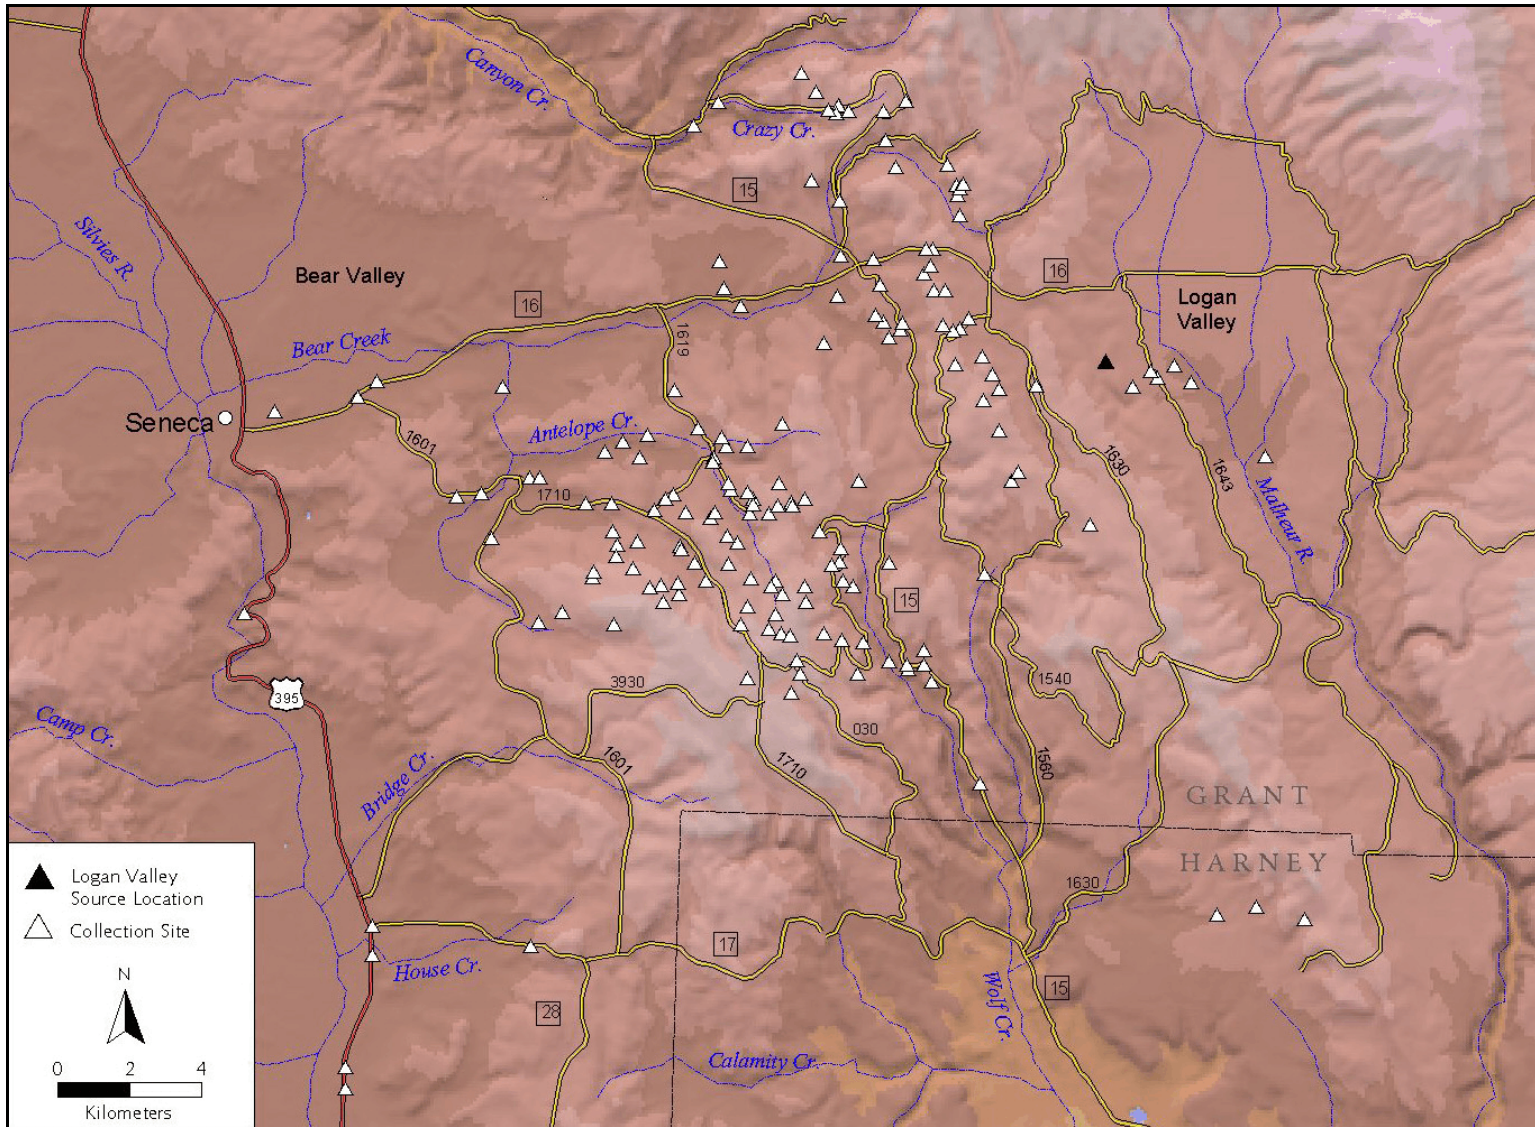 Canyon Cr.
Crazy Cr.
15
Silvies R.
Bear Valley
16
16
Logan
Valley
Bear Creek
1619
Seneca
Antelope Cr.
1601
1630
1643
1710
Malheur R.
15
395
3930
1540
Camp Cr.
030
1601
1710
1560
Bridge Cr.
GRANT
HARNEY
1630
Logan Valley
Source Location
Collection Site
17
House Cr.
N
28
Wolf Cr.
15
Calamity Cr.
0 2 4
Kilometers